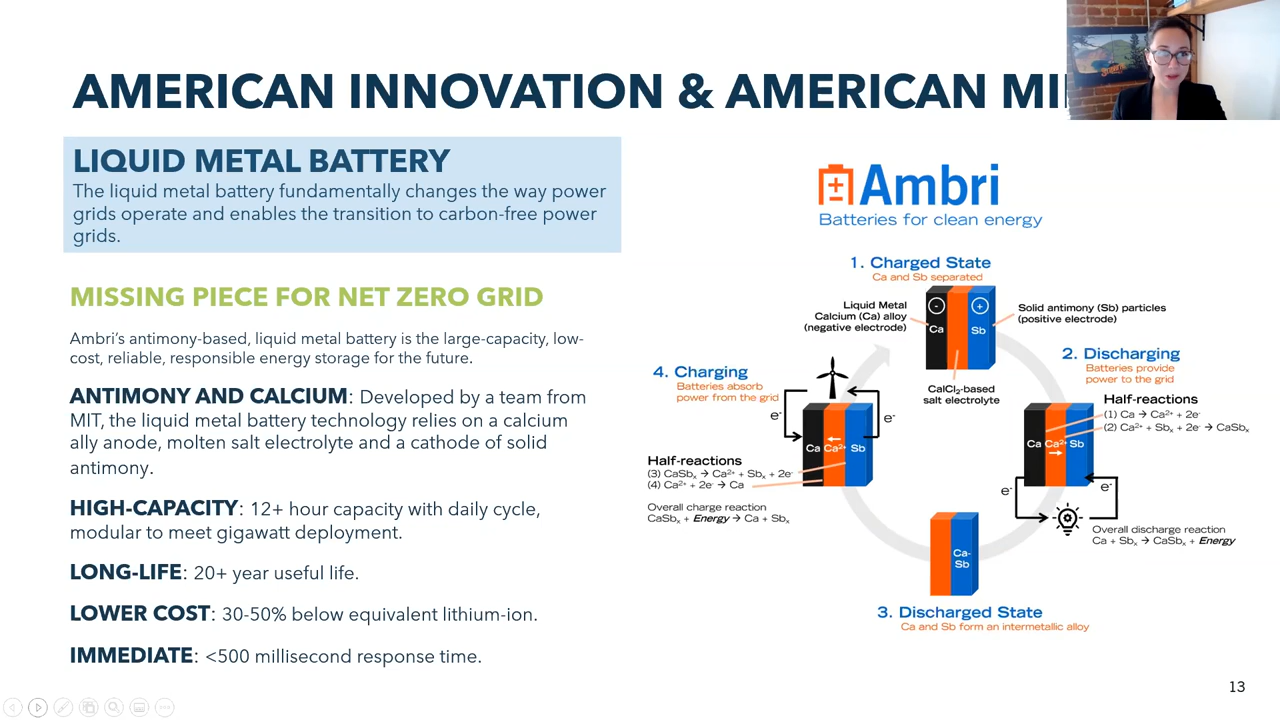 AMERICAN INNOVATION & AMERICAN
LIQUID METAL BATTERY
The liquid metal battery fundamentally changes the way power
grids operate and enables the transition to carbon-free power
grids.
MISSING PIECE FOR NET ZERO GRID
Ambri's antimony-based, liquid metal battery is the large-capacity, low-
cost, reliable, responsible energy storage for the future.
ANTIMONY AND CALCIUM: Developed by a team from
MIT, the liquid metal battery technology relies on a calcium
ally anode, molten salt electrolyte and a cathode of solid
antimony.
HIGH-CAPACITY: 12+ hour capacity with daily cycle,
modular to meet gigawatt deployment.
LONG-LIFE: 20+ year useful life.
LOWER COST: 30-50% below equivalent lithium-ion.
IMMEDIATE: <500 millisecond response time.
Ambri
Batteries for clean energy
1. Charged State
Ca and Sb separated
Liquid Metal
Calcium (Ca) alloy
(negative electrode)
- +
Ca Sb
Solid antimony (Sb) particles
(positive electrode)
CalCl₂-based
salt electrolyte
2. Discharging
Batteries provide
power to the grid
Half-reactions
(1) Ca → Ca²⁺ + 2e⁻
(2) Ca²⁺ + Sbₓ + 2e⁻ → CaSbₓ
Ca Ca²⁺ Sb
→
e⁻ e⁻
Overall discharge reaction
Ca + Sbₓ → CaSbₓ + Energy
Ca-
Sb
3. Discharged State
Ca and Sb form an intermetallic alloy
4. Charging
Batteries absorb
power from the grid
e⁻ e⁻
←
Ca Ca²⁺ Sb
Half-reactions
(3) CaSbₓ → Ca²⁺ + Sbₓ + 2e⁻
(4) Ca²⁺ + 2e⁻ → Ca
Overall charge reaction
CaSbₓ + Energy → Ca + Sbₓ
13